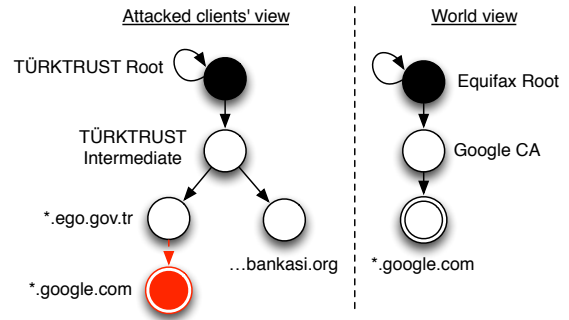 Attacked clients' view
World view
TÜRKTRUST Root
Equifax Root
TÜRKTRUST
Intermediate
Google CA
*.ego.gov.tr
…bankasi.org
*.google.com
*.google.com